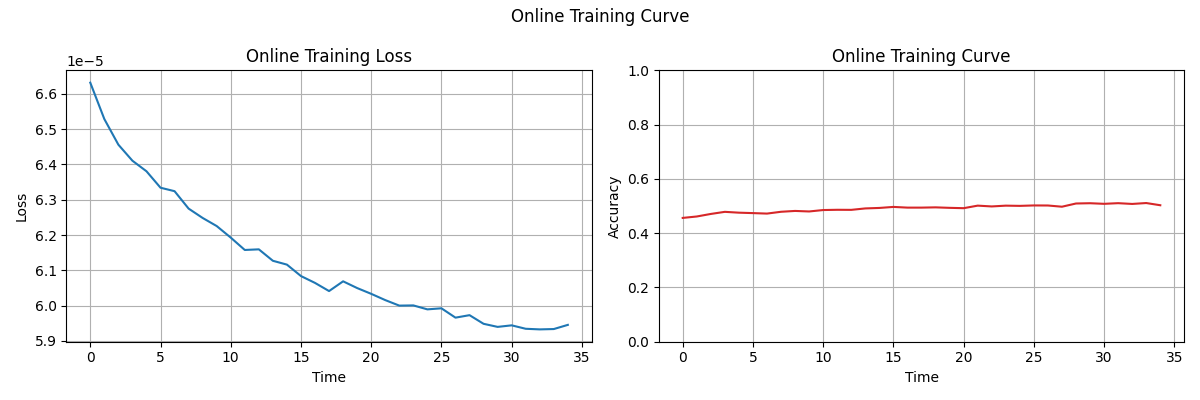 Online Training Curve
Online Training Loss
1e−5
6.6
6.5
6.4
6.3
6.2
6.1
6.0
5.9
Loss
0 5 10 15 20 25 30 35
Time
Online Training Curve
1.0
0.8
0.6
0.4
0.2
0.0
Accuracy
0 5 10 15 20 25 30 35
Time